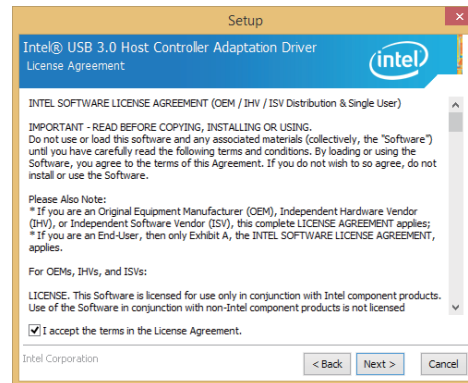 Setup
Intel® USB 3.0 Host Controller Adaptation Driver
License Agreement
intel
INTEL SOFTWARE LICENSE AGREEMENT (OEM / IHV / ISV Distribution & Single User)
IMPORTANT - READ BEFORE COPYING, INSTALLING OR USING.
Do not use or load this software and any associated materials (collectively, the "Software")
until you have carefully read the following terms and conditions. By loading or using the
Software, you agree to the terms of this Agreement. If you do not wish to so agree, do not
install or use the Software.
Please Also Note:
* If you are an Original Equipment Manufacturer (OEM), Independent Hardware Vendor
(IHV), or Independent Software Vendor (ISV), this complete LICENSE AGREEMENT applies;
* If you are an End-User, then only Exhibit A, the INTEL SOFTWARE LICENSE AGREEMENT,
applies.
For OEMs, IHVs, and ISVs:
LICENSE. This Software is licensed for use only in conjunction with Intel component products.
Use of the Software in conjunction with non-Intel component products is not licensed
I accept the terms in the License Agreement.
Intel Corporation
< Back Next > Cancel